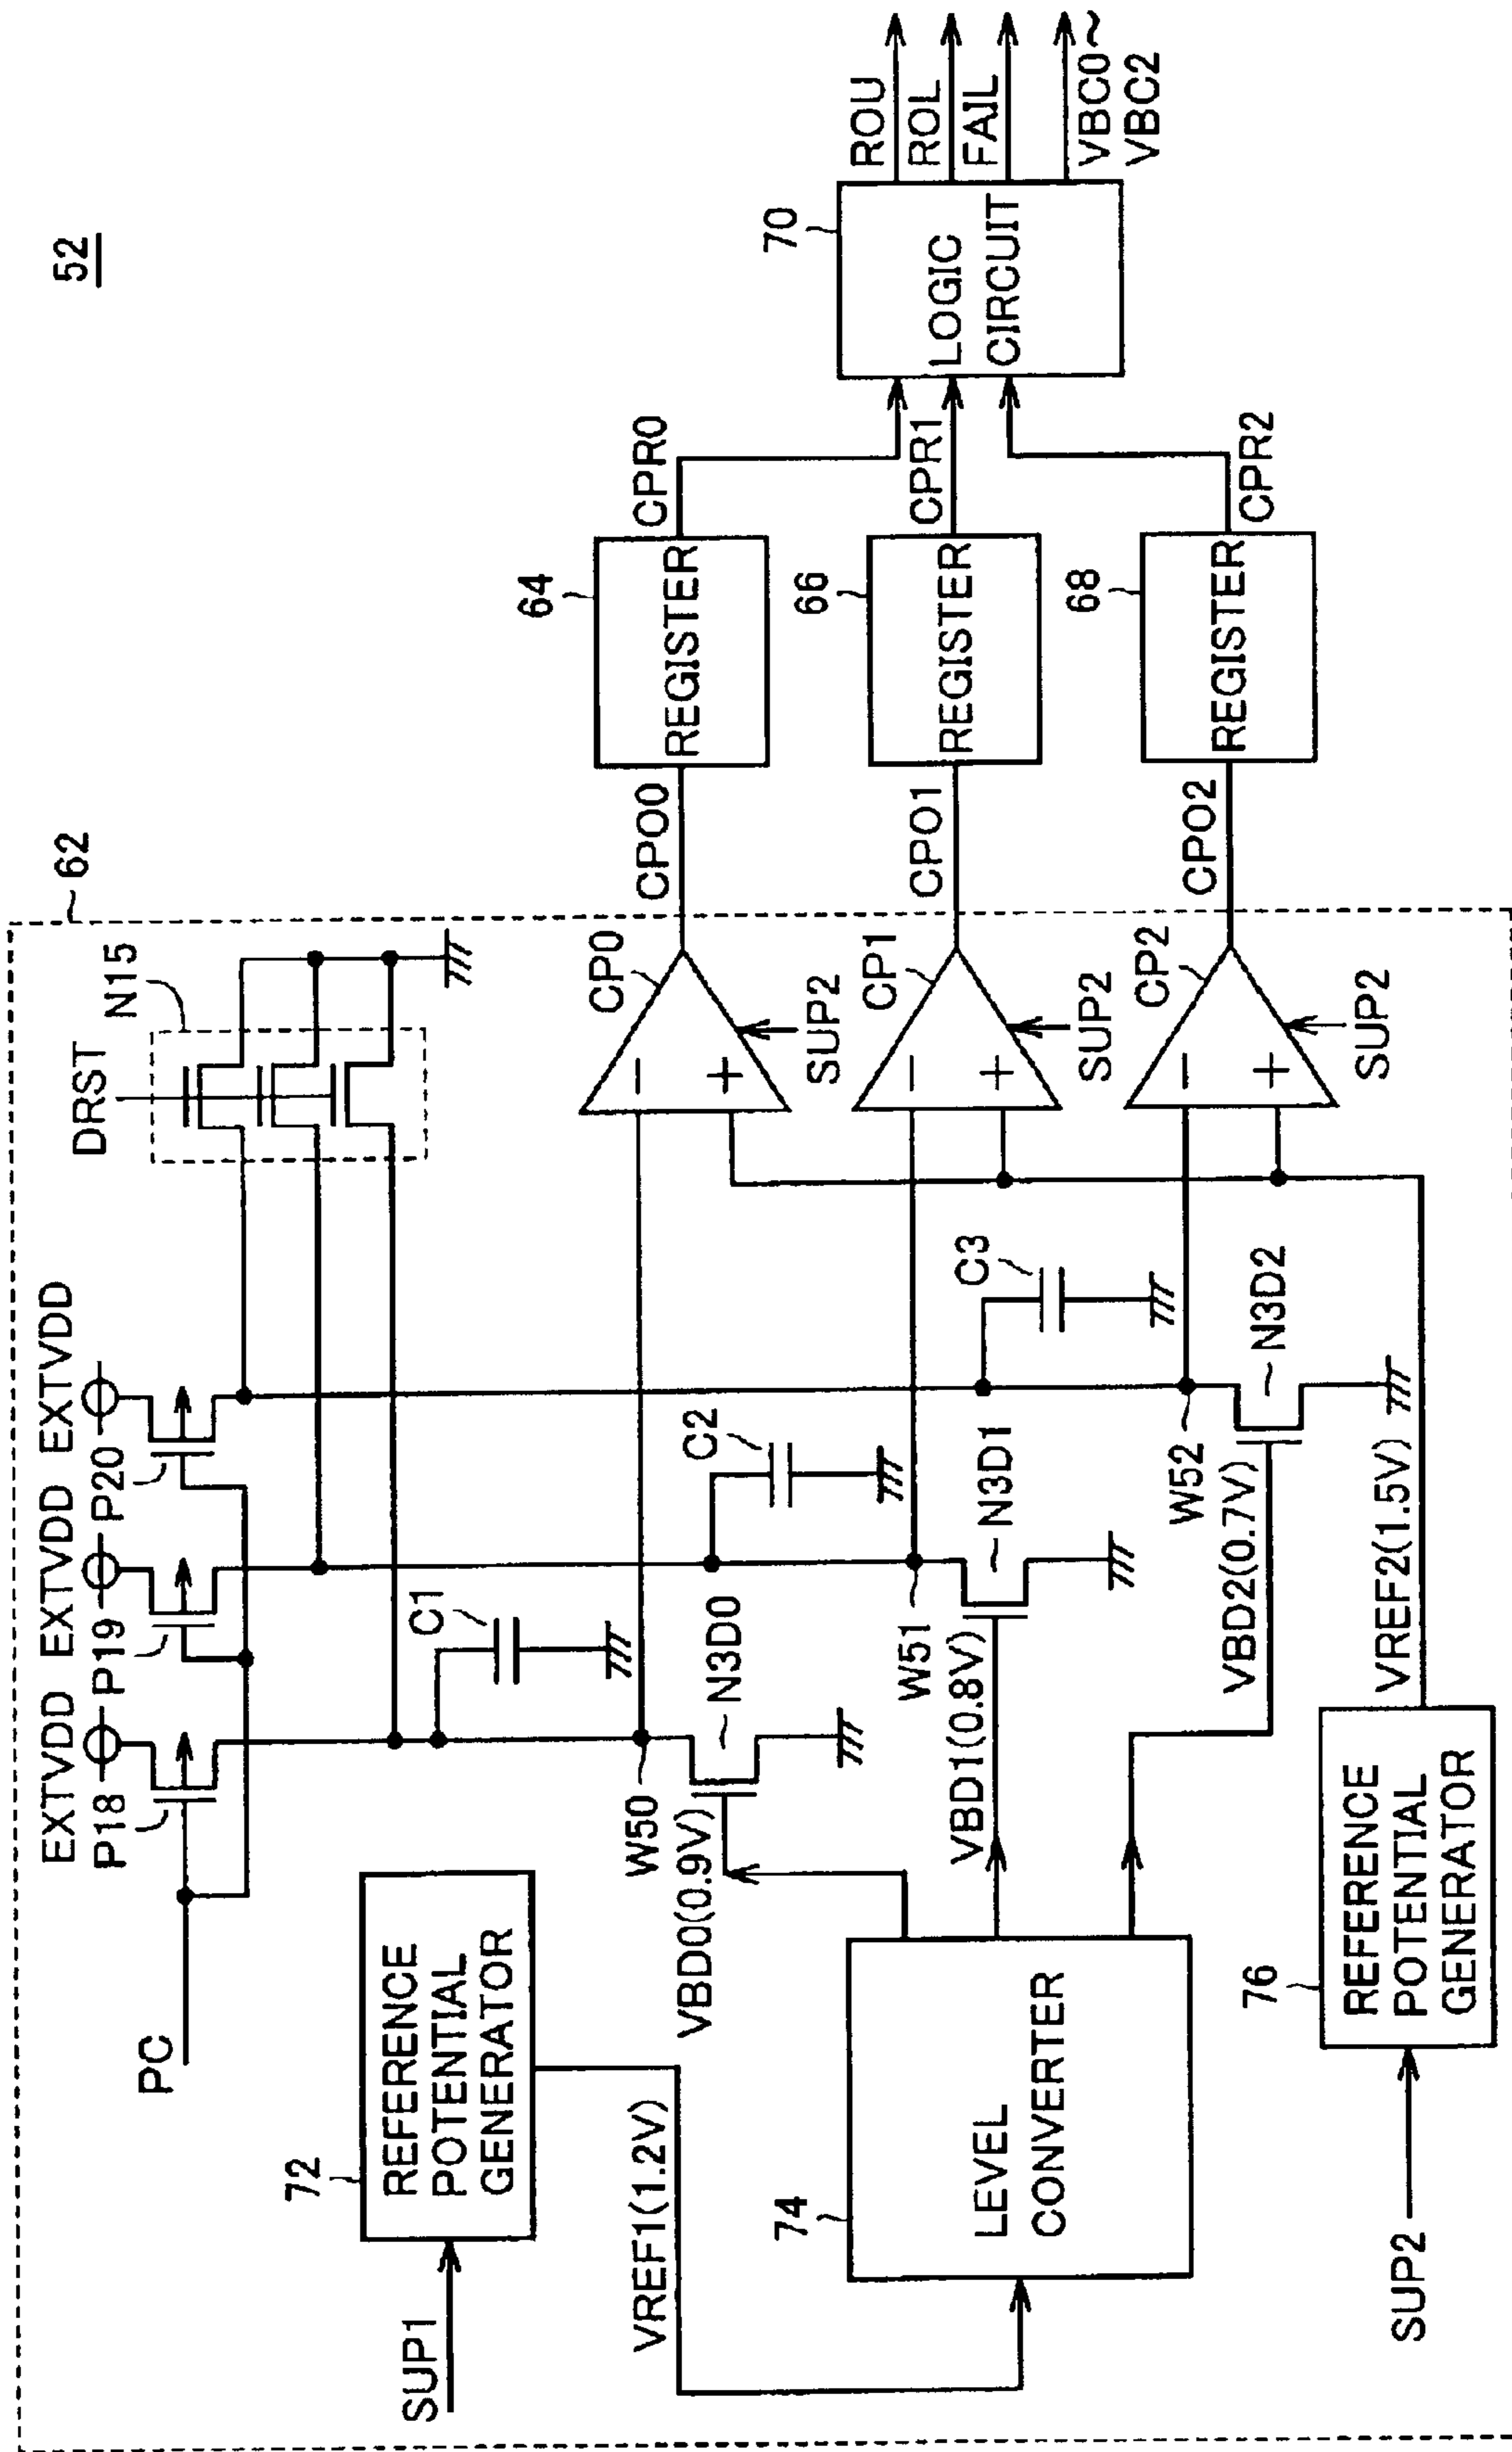 52
62
EXTVDD
EXTVDD
EXTVDD
P18
P19
P20
PC
DRST
N15
C1
C2
C3
72
REFERENCE
POTENTIAL
GENERATOR
SUP1
VREF1(1.2V)
74
LEVEL
CONVERTER
W50
VBD0(0.9V)
N3D0
W51
VBD1(0.8V)
N3D1
W52
VBD2(0.7V)
N3D2
76
REFERENCE
POTENTIAL
GENERATOR
SUP2
VREF2(1.5V)
CP0
−
+
SUP2
CP1
−
+
SUP2
CP2
−
+
SUP2
CPO0
CPO1
CPO2
64
REGISTER
66
REGISTER
68
REGISTER
CPR0
CPR1
CPR2
70
LOGIC
CIRCUIT
ROU
ROL
FAIL
VBC0~
VBC2